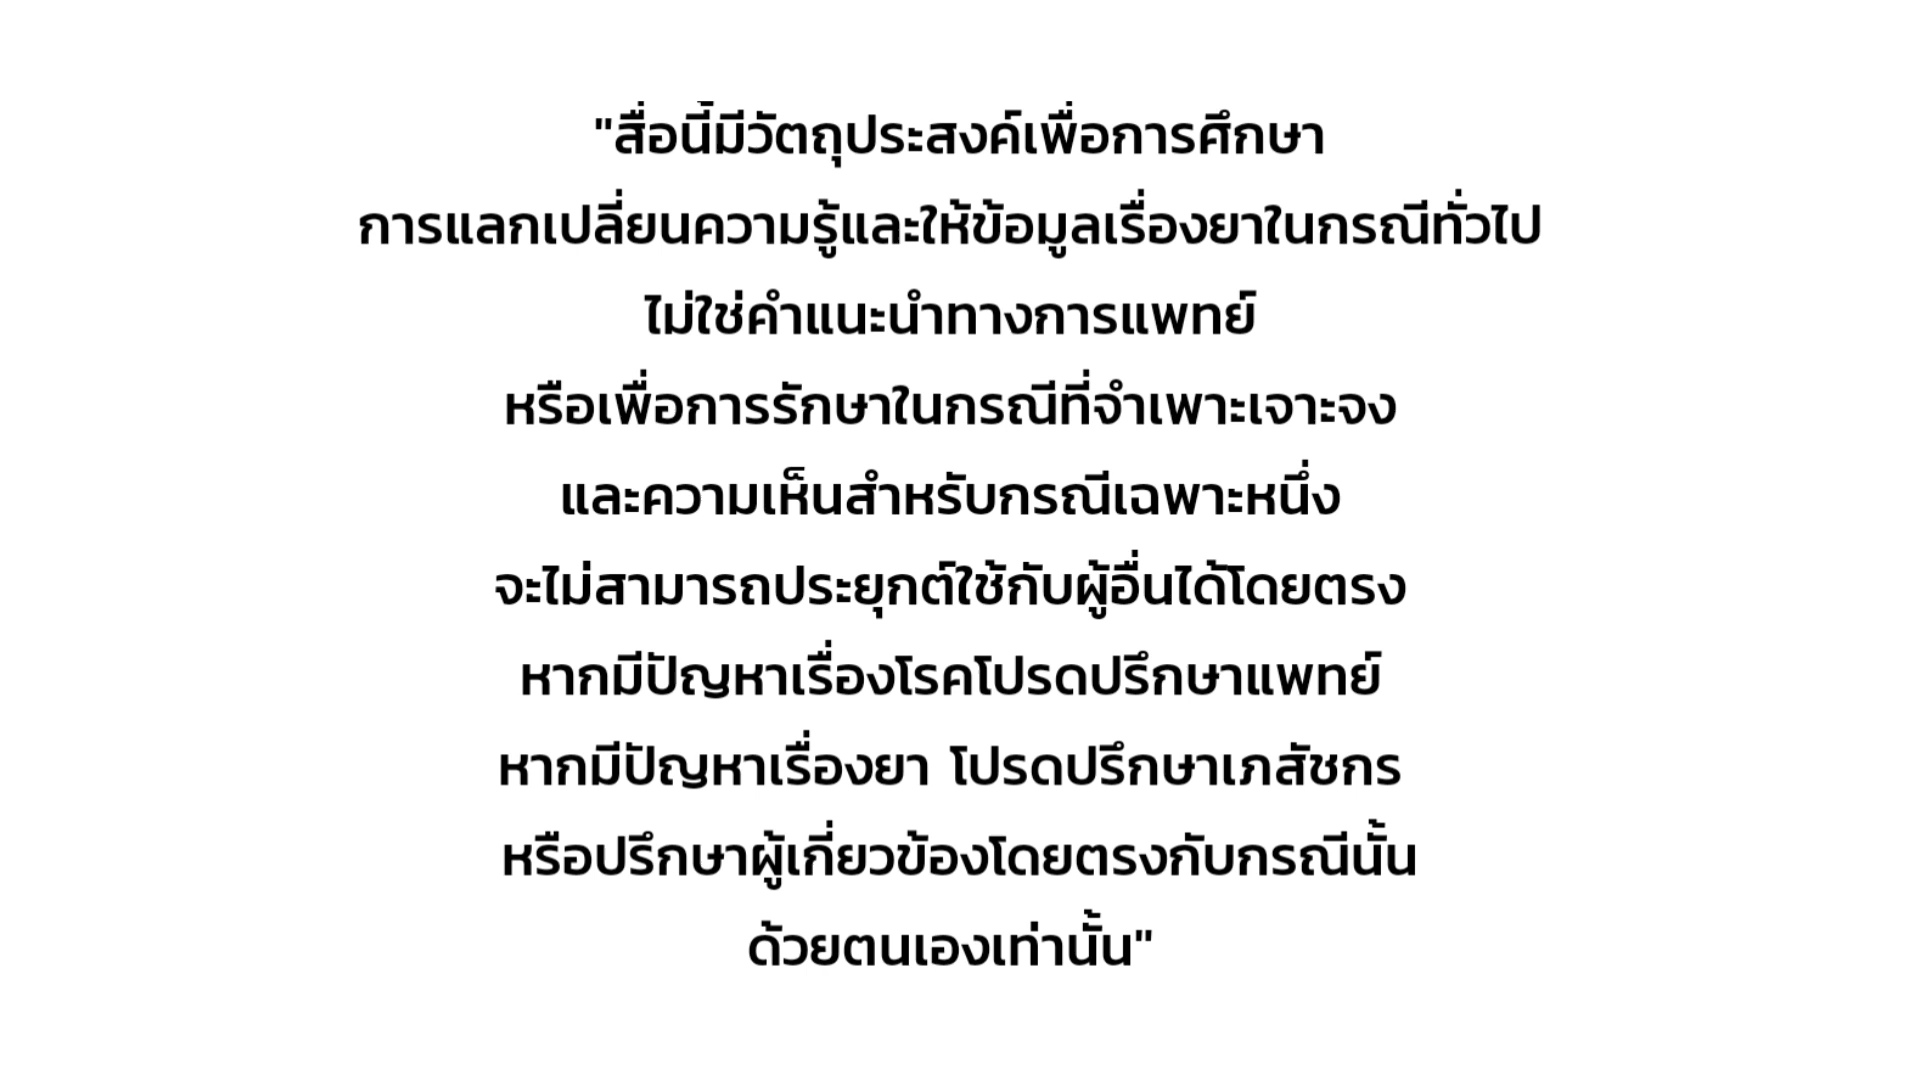 "สื่อนี้มีวัตถุประสงค์เพื่อการศึกษา
การแลกเปลี่ยนความรู้และให้ข้อมูลเรื่องยาในกรณีทั่วไป
ไม่ใช่คำแนะนำทางการแพทย์
หรือเพื่อการรักษาในกรณีที่จำเพาะเจาะจง
และความเห็นสำหรับกรณีเฉพาะหนึ่ง
จะไม่สามารถประยุกต์ใช้กับผู้อื่นได้โดยตรง
หากมีปัญหาเรื่องโรคโปรดปรึกษาแพทย์
หากมีปัญหาเรื่องยา โปรดปรึกษาเภสัชกร
หรือปรึกษาผู้เกี่ยวข้องโดยตรงกับกรณีนั้น
ด้วยตนเองเท่านั้น"